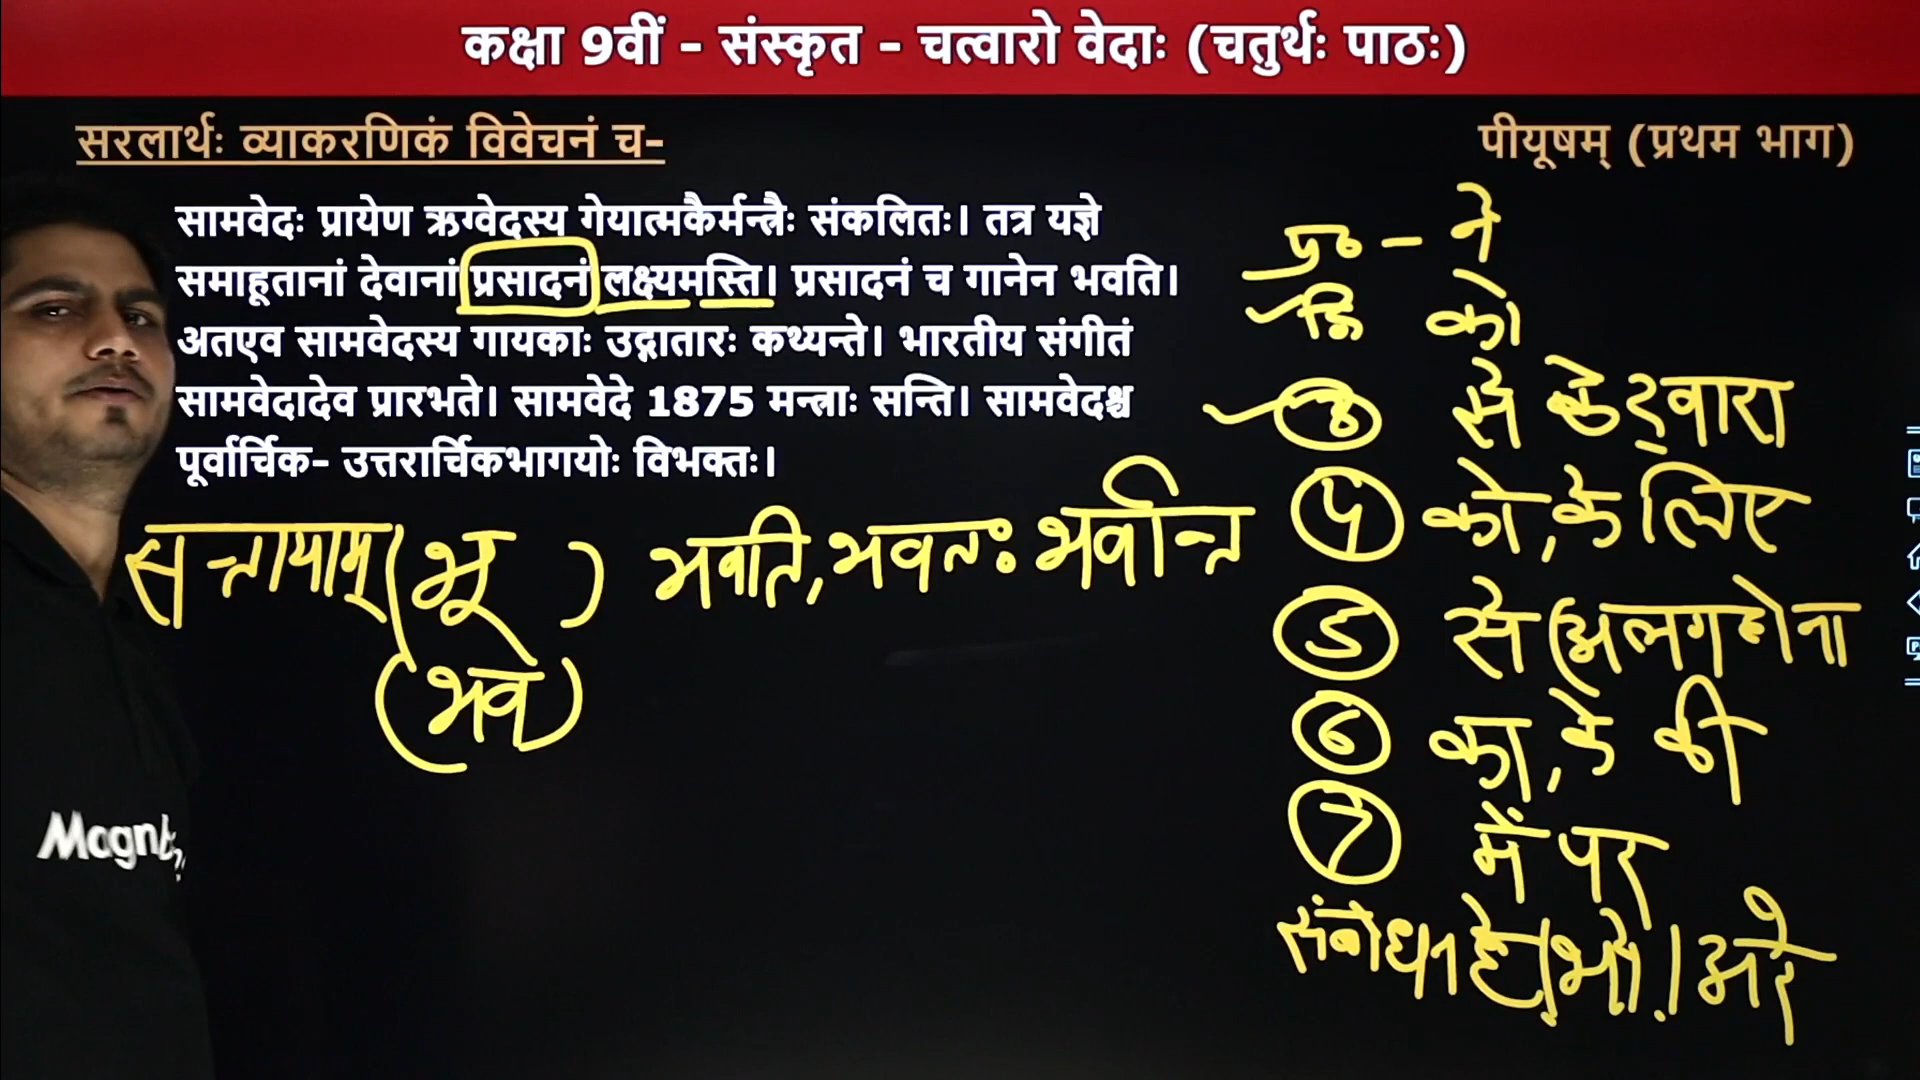 कक्षा 9वीं - संस्कृत - चत्वारो वेदाः (चतुर्थः पाठः)
सरलार्थः व्याकरणिकं विवेचनं च-
पीयूषम् (प्रथम भाग)
सामवेदः प्रायेण ऋग्वेदस्य गेयात्मकैर्मन्त्रैः संकलितः। तत्र यज्ञे
समाहूतानां देवानां प्रसादनं लक्ष्यमस्ति। प्रसादनं च गानेन भवति।
अतएव सामवेदस्य गायकाः उद्गातारः कथ्यन्ते। भारतीय संगीतं
सामवेदादेव प्रारभते। सामवेदे 1875 मन्त्राः सन्ति। सामवेदश्च
पूर्वार्चिक- उत्तरार्चिकभागयोः विभक्तः।
सत्तायाम् (भू) भवति, भवतः भवन्ति
(भव)
प्र० - ने
द्वि को
से के द्वारा
4 को, के लिए
5 से (अलग होना
6 का, के की
7 में पर
संबोधन हे! भो! अरे
Magn